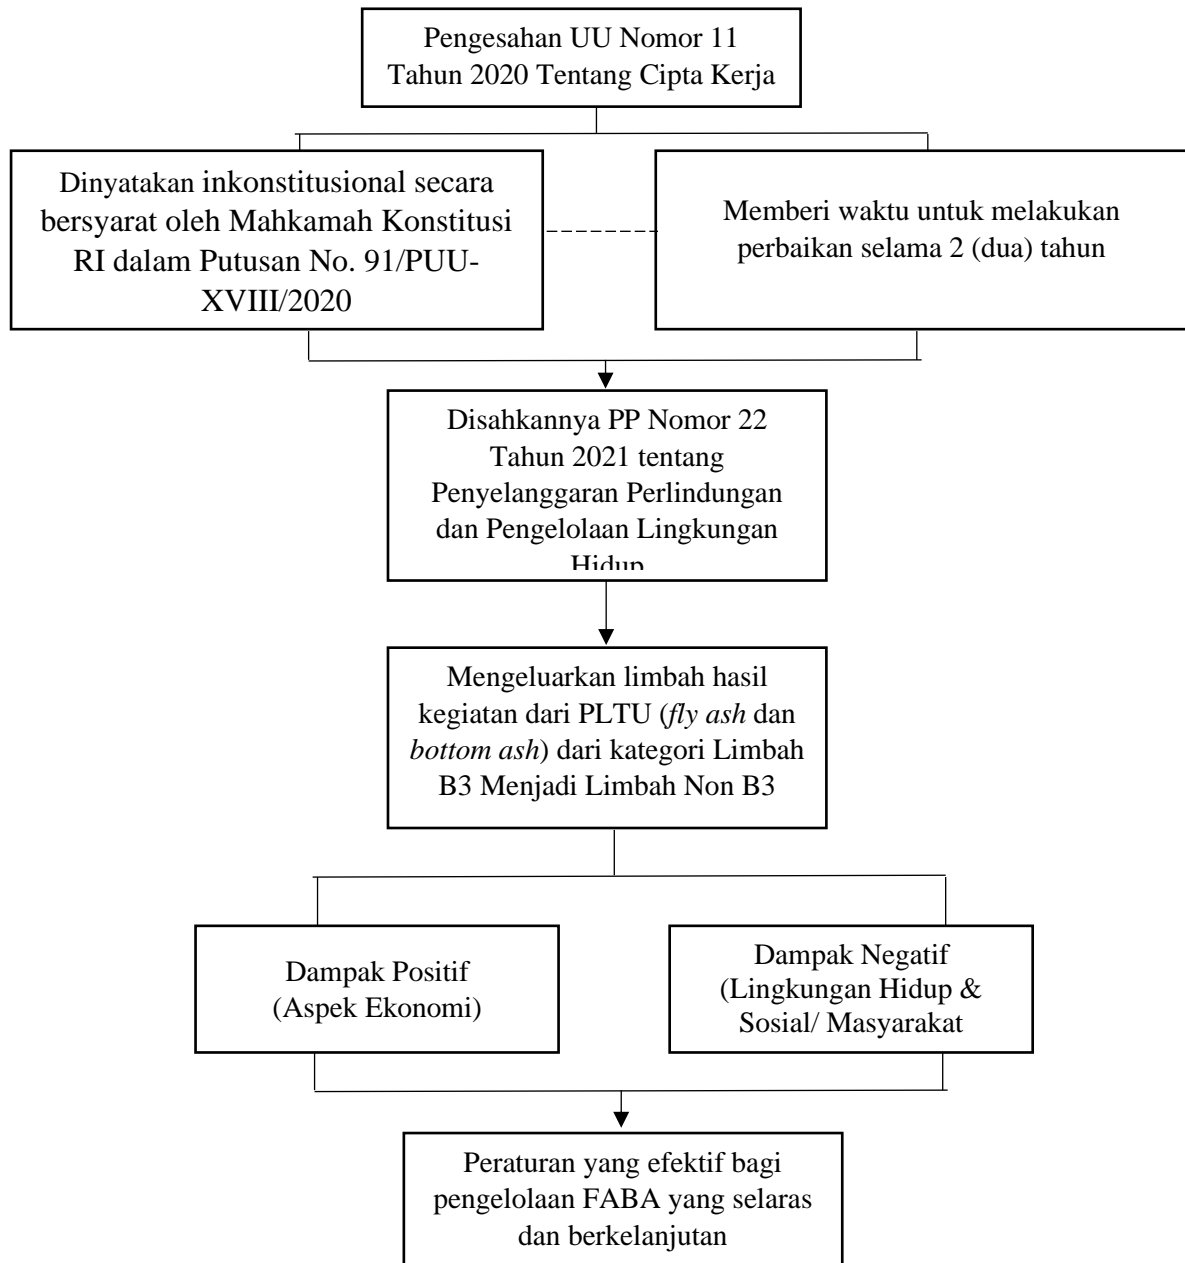 Pengesahan UU Nomor 11
Tahun 2020 Tentang Cipta Kerja
Dinyatakan inkonstitusional secara
bersyarat oleh Mahkamah Konstitusi
RI dalam Putusan No. 91/PUU-
XVIII/2020
Memberi waktu untuk melakukan
perbaikan selama 2 (dua) tahun
Disahkannya PP Nomor 22
Tahun 2021 tentang
Penyelanggaran Perlindungan
dan Pengelolaan Lingkungan
Hidup
Mengeluarkan limbah hasil
kegiatan dari PLTU (fly ash dan
bottom ash) dari kategori Limbah
B3 Menjadi Limbah Non B3
Dampak Positif
(Aspek Ekonomi)
Dampak Negatif
(Lingkungan Hidup &
Sosial/ Masyarakat
Peraturan yang efektif bagi
pengelolaan FABA yang selaras
dan berkelanjutan